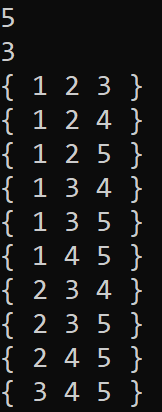 5
3
{ 1 2 3 }
{ 1 2 4 }
{ 1 2 5 }
{ 1 3 4 }
{ 1 3 5 }
{ 1 4 5 }
{ 2 3 4 }
{ 2 3 5 }
{ 2 4 5 }
{ 3 4 5 }